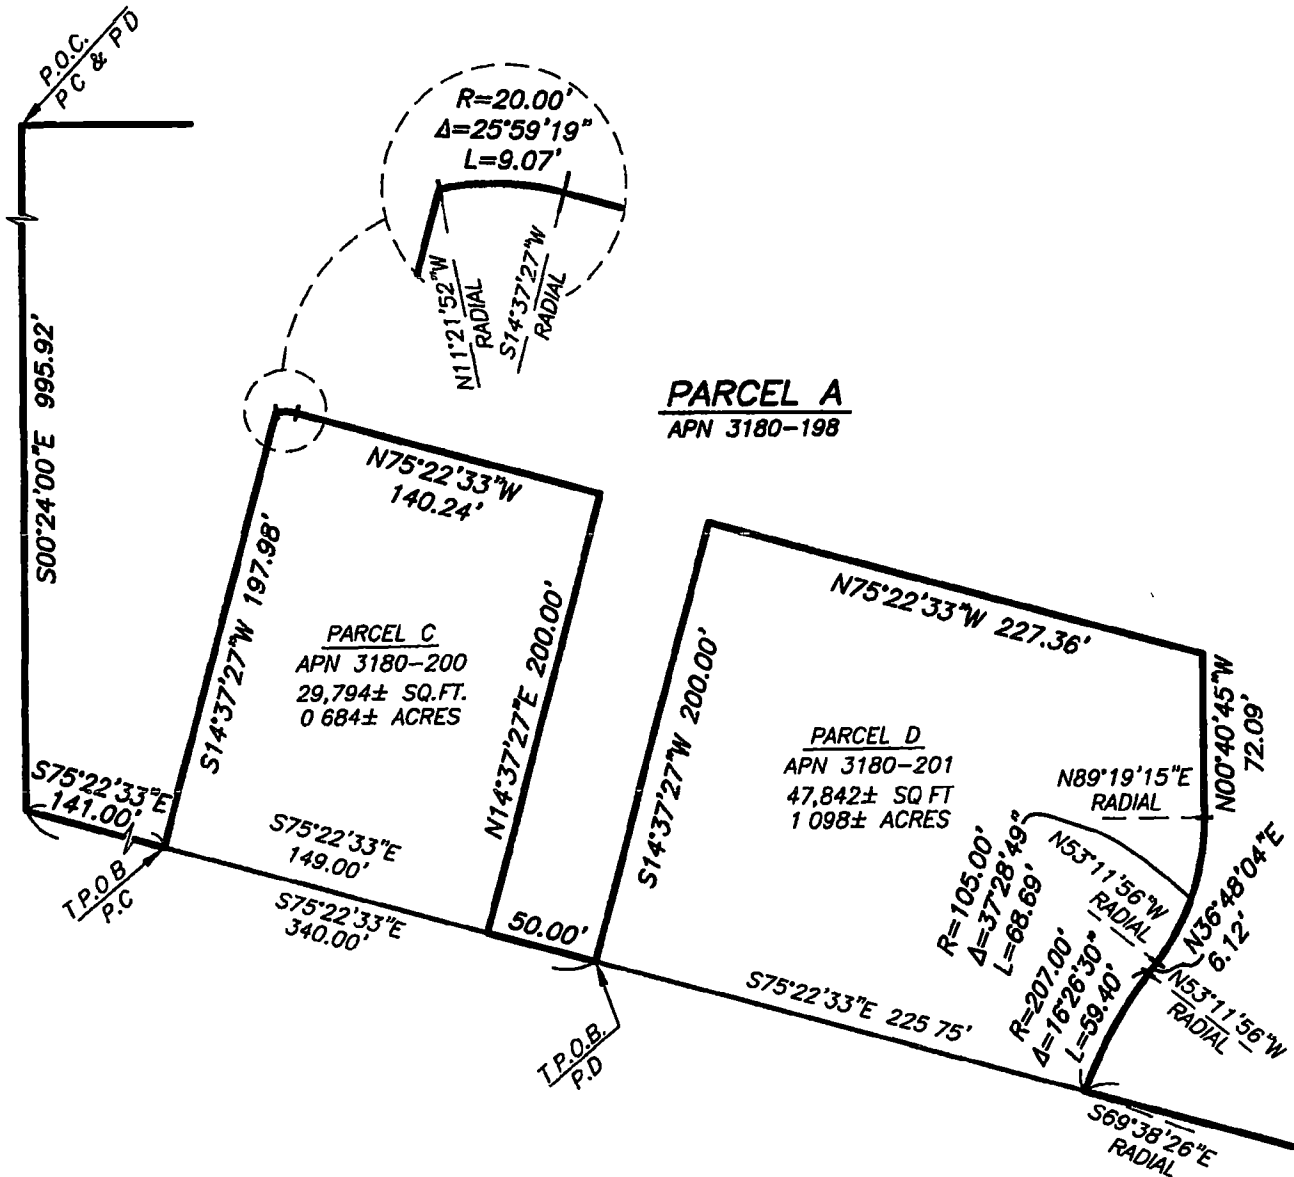 P.O.C.
PC & PD
R=20.00'
Δ=25°59'19"
L=9.07'
N11°21'52"W
RADIAL
S14°37'27"W
RADIAL
S00°24'00"E 995.92'
PARCEL A
APN 3180-198
N75°22'33"W
140.24'
S14°37'27"W 197.98'
PARCEL C
APN 3180-200
29,794± SQ.FT.
0 684± ACRES
N14°37'27"E 200.00'
S75°22'33"E
141.00'
T.P.O.B
P.C
S75°22'33"E
149.00'
S75°22'33"E
340.00'
50.00'
S14°37'27"W 200.00'
N75°22'33"W 227.36'
PARCEL D
APN 3180-201
47,842± SQ FT
1 098± ACRES
N00°40'45"W
72.09'
N89°19'15"E
RADIAL
R=105.00'
Δ=37°28'49"
L=68.69'
N53°11'56"W
RADIAL
N36°48'04"E
6.12'
R=207.00'
Δ=16°26'30"
L=59.40'
N53°11'56"W
RADIAL
S75°22'33"E 225 75'
T.P.O.B.
P.D
S69°38'26"E
RADIAL